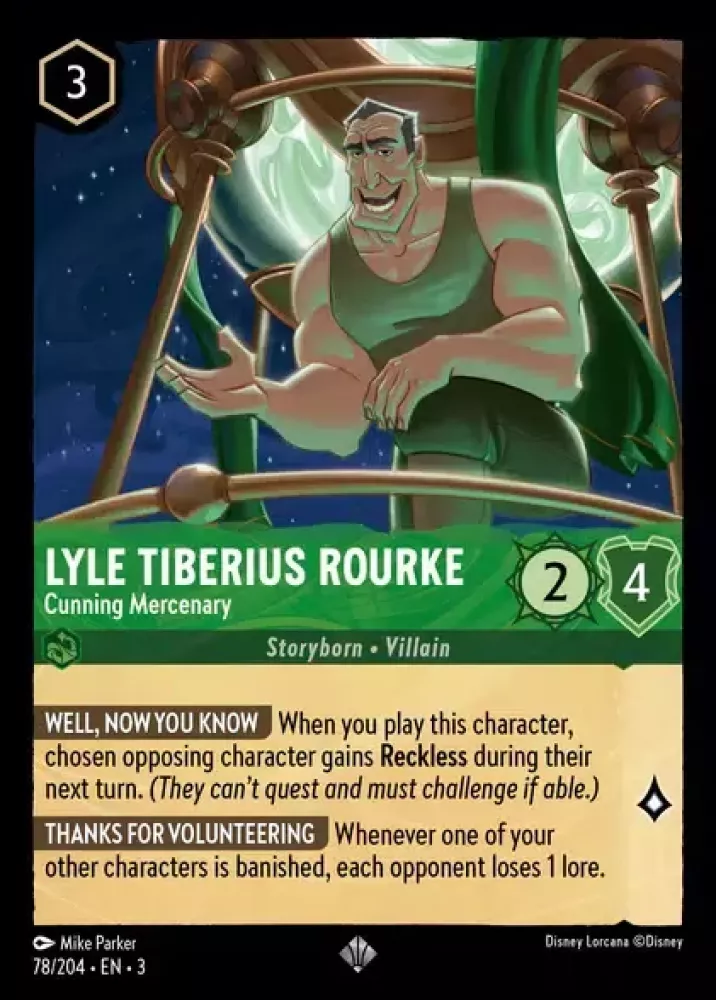 3
LYLE TIBERIUS ROURKE
Cunning Mercenary
2
4
Storyborn • Villain
WELL, NOW YOU KNOW When you play this character,
chosen opposing character gains Reckless during their
next turn. (They can't quest and must challenge if able.)
THANKS FOR VOLUNTEERING Whenever one of your
other characters is banished, each opponent loses 1 lore.
Mike Parker
78/204 • EN • 3
Disney Lorcana ©Disney